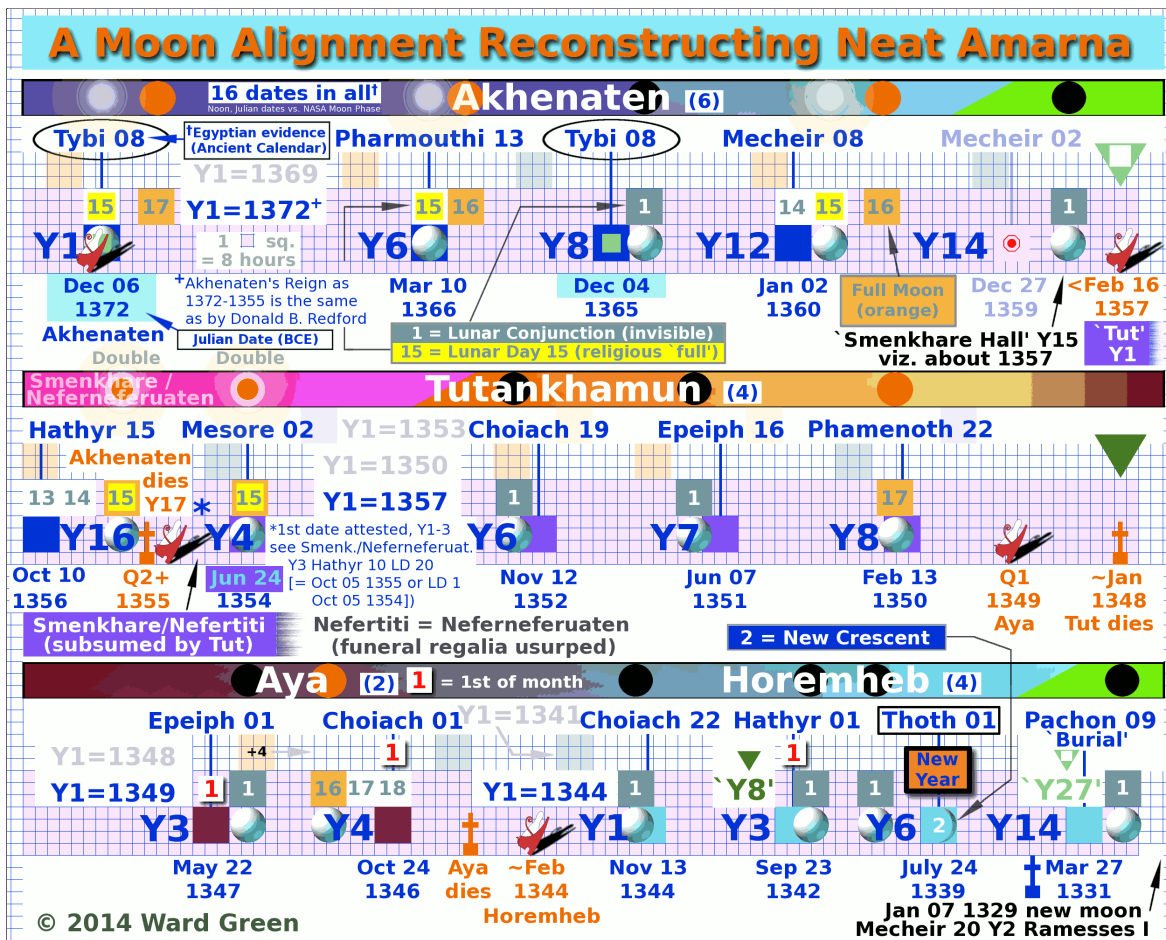 A Moon Alignment Reconstructing Neat Amarna
16 dates in all†
Noon, Julian dates vs. NASA Moon Phase
Akhenaten (6)
Tybi 08
†Egyptian evidence
(Ancient Calendar)
Pharmouthi 13
Tybi 08
Mecheir 08
Mecheir 02
Y1=1369
Y1=1372+
15
17
15 16
1
14 15
16
1
Y1
1 sq.
= 8 hours
Y6
Y8
Y12
Y14
Dec 06
1372
Akhenaten
+Akhenaten's Reign as
1372-1355 is the same
as by Donald B. Redford
Julian Date (BCE)
Mar 10
1366
Dec 04
1365
Jan 02
1360
Full Moon
(orange)
Dec 27
1359
<Feb 16
1357
1 = Lunar Conjunction (invisible)
15 = Lunar Day 15 (religious `full')
`Smenkhare Hall' Y15
viz. about 1357
`Tut'
Y1
Double
Double
Smenkhare /
Neferneferuaten
Tutankhamun (4)
Hathyr 15
Mesore 02
Y1=1353
Choiach 19
Epeiph 16
Phamenoth 22
Akhenaten
dies
Y17
Y1=1350
Y1=1357
13 14
15
15
1
1
17
Y16
*
Y4
*1st date attested, Y1-3
see Smenk./Neferneferuat.
Y3 Hathyr 10 LD 20
[= Oct 05 1355 or LD 1
Oct 05 1354])
Y6
Y7
Y8
Oct 10
1356
Q2+
1355
Jun 24
1354
Nov 12
1352
Jun 07
1351
Feb 13
1350
Q1
1349
Aya
~Jan
1348
Tut dies
Smenkhare/Nefertiti
(subsumed by Tut)
Nefertiti = Neferneferuaten
(funeral regalia usurped)
2 = New Crescent
Aya (2) 1 = 1st of month
Horemheb (4)
Epeiph 01
Choiach 01
Y1=1341
Choiach 22
Hathyr 01
Thoth 01
Pachon 09
`Burial'
Y1=1348
+4
1
1
New
Year
Y1=1349
1
1
16 17 18
Y1=1344
1
`Y8'
1
1
`Y27'
1
Y3
Y4
Y1
Y3
Y6
2
Y14
May 22
1347
Oct 24
1346
Aya
dies
~Feb
1344
Horemheb
Nov 13
1344
Sep 23
1342
July 24
1339
Mar 27
1331
© 2014 Ward Green
Jan 07 1329 new moon
Mecheir 20 Y2 Ramesses I